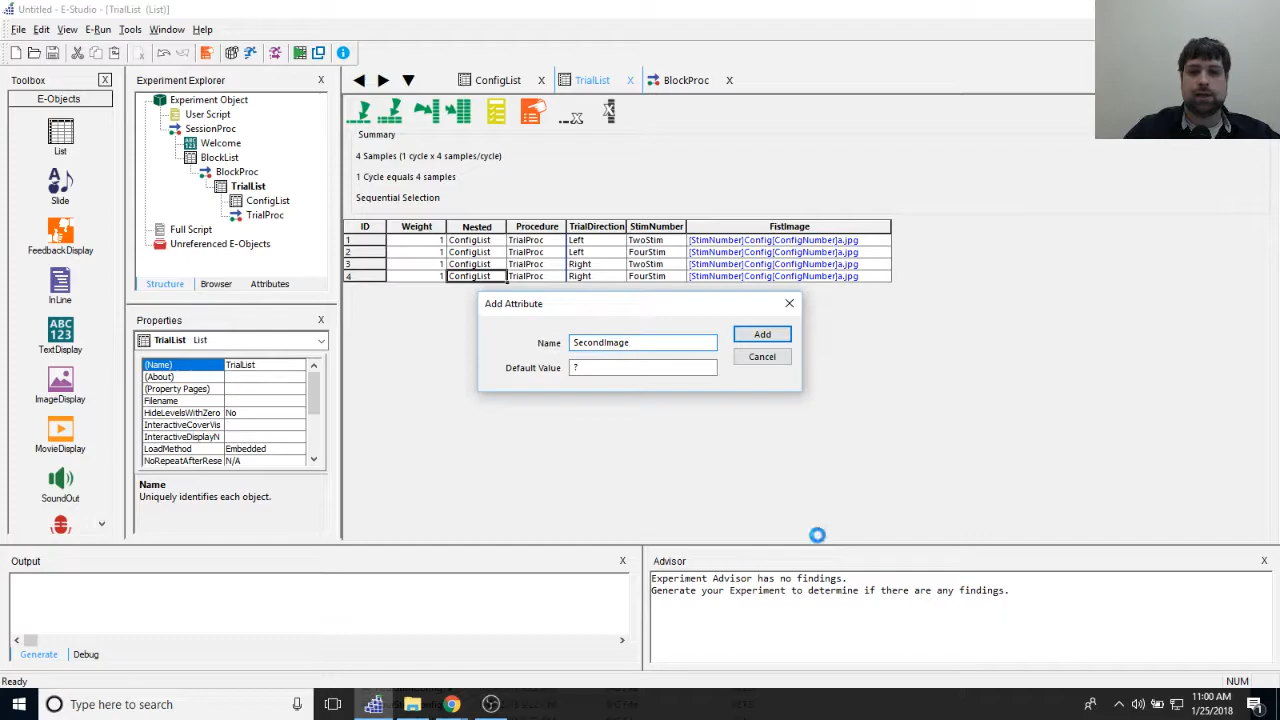 Untitled - E-Studio - [TrialList (List)]
File Edit View E-Run Tools Window Help
Toolbox X
E-Objects
List
Slide
FeedbackDisplay
InLine
ABC
123
TextDisplay
ImageDisplay
MovieDisplay
SoundOut
Experiment Explorer X
Experiment Object
User Script
SessionProc
Welcome
BlockList
BlockProc
TrialList
ConfigList
TrialProc
Full Script
Unreferenced E-Objects
Structure Browser Attributes
Properties X
TrialList List
(Name) TrialList
(About)
(Property Pages)
Filename
HideLevelsWithZero No
InteractiveCoverVis
InteractiveDisplayN
LoadMethod Embedded
NoRepeatAfterRese N/A
Name
Uniquely identifies each object.
ConfigList X TrialList X BlockProc X
Summary
4 Samples (1 cycle x 4 samples/cycle)
1 Cycle equals 4 samples
Sequential Selection
ID Weight Nested Procedure TrialDirection StimNumber FistImage
1 1 ConfigList TrialProc Left TwoStim [StimNumber]Config[ConfigNumber]a.jpg
2 1 ConfigList TrialProc Left FourStim [StimNumber]Config[ConfigNumber]a.jpg
3 1 ConfigList TrialProc Right TwoStim [StimNumber]Config[ConfigNumber]a.jpg
4 1 ConfigList TrialProc Right FourStim [StimNumber]Config[ConfigNumber]a.jpg
Add Attribute
Name SecondImage Add
Default Value ? Cancel
Output X
Generate Debug
Advisor X
Experiment Advisor has no findings.
Generate your Experiment to determine if there are any findings.
Ready NUM
Type here to search
11:00 AM
1/25/2018